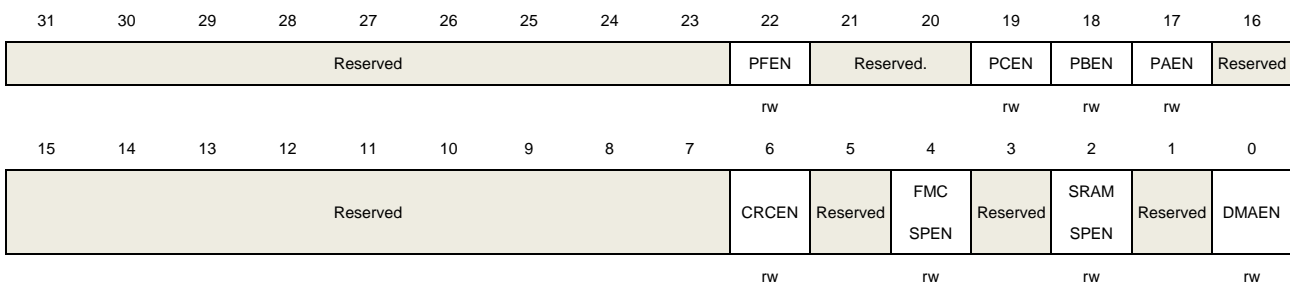 31 30 29 28 27 26 25 24 23 22 21 20 19 18 17 16
Reserved PFEN Reserved. PCEN PBEN PAEN Reserved
rw rw rw rw
15 14 13 12 11 10 9 8 7 6 5 4 3 2 1 0
Reserved CRCEN Reserved FMC SPEN Reserved SRAM SPEN Reserved DMAEN
rw rw rw rw